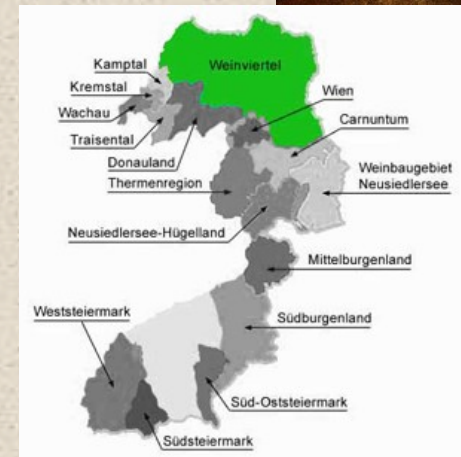 Weinviertel
Kamptal
Kremstal
Wien
Wachau
Carnuntum
Traisental
Donauland
Weinbaugebiet
Neusiedlersee
Thermenregion
Neusiedlersee-Hügelland
Mittelburgenland
Weststeiermark
Südburgenland
Süd-Oststeiermark
Südsteiermark